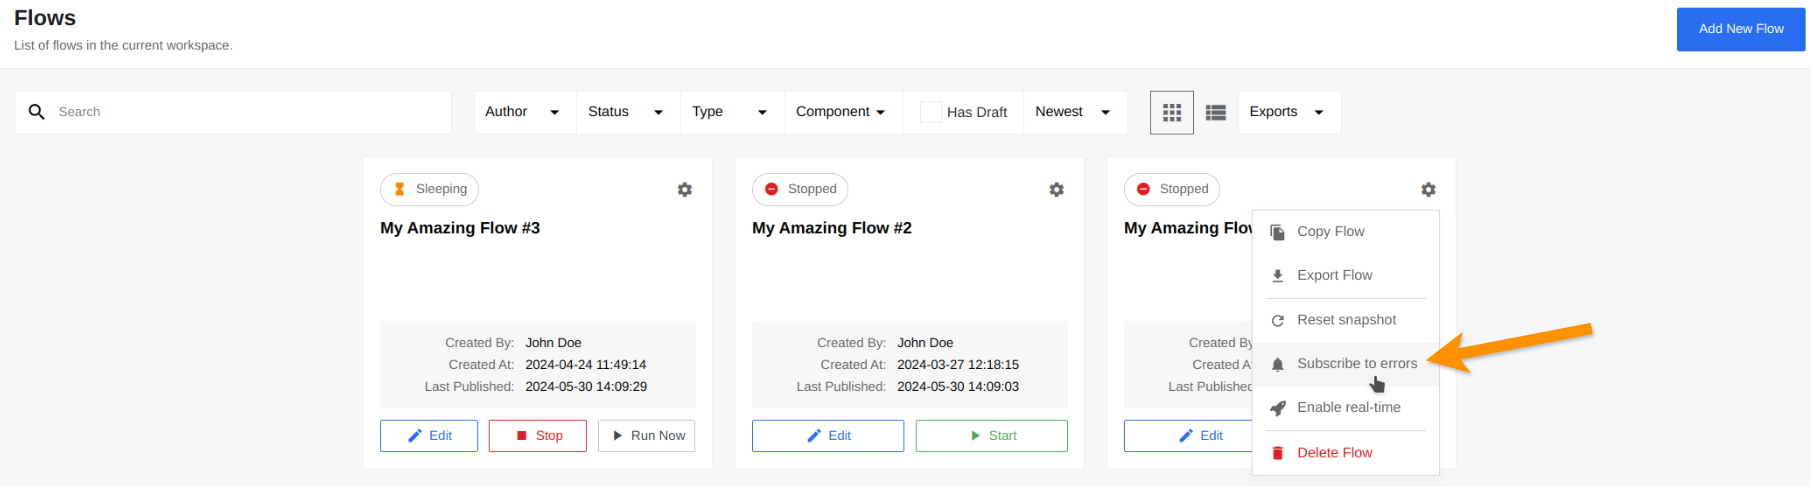 Flows
List of flows in the current workspace.
Add New Flow
Search
Author
Status
Type
Component
Has Draft
Newest
Exports
Sleeping
My Amazing Flow #3
Created By: John Doe
Created At: 2024-04-24 11:49:14
Last Published: 2024-05-30 14:09:29
Edit
Stop
Run Now
Stopped
My Amazing Flow #2
Created By: John Doe
Created At: 2024-03-27 12:18:15
Last Published: 2024-05-30 14:09:03
Edit
Start
Stopped
My Amazing Flow
Created By
Created A
Last Published
Edit
Copy Flow
Export Flow
Reset snapshot
Subscribe to errors
Enable real-time
Delete Flow